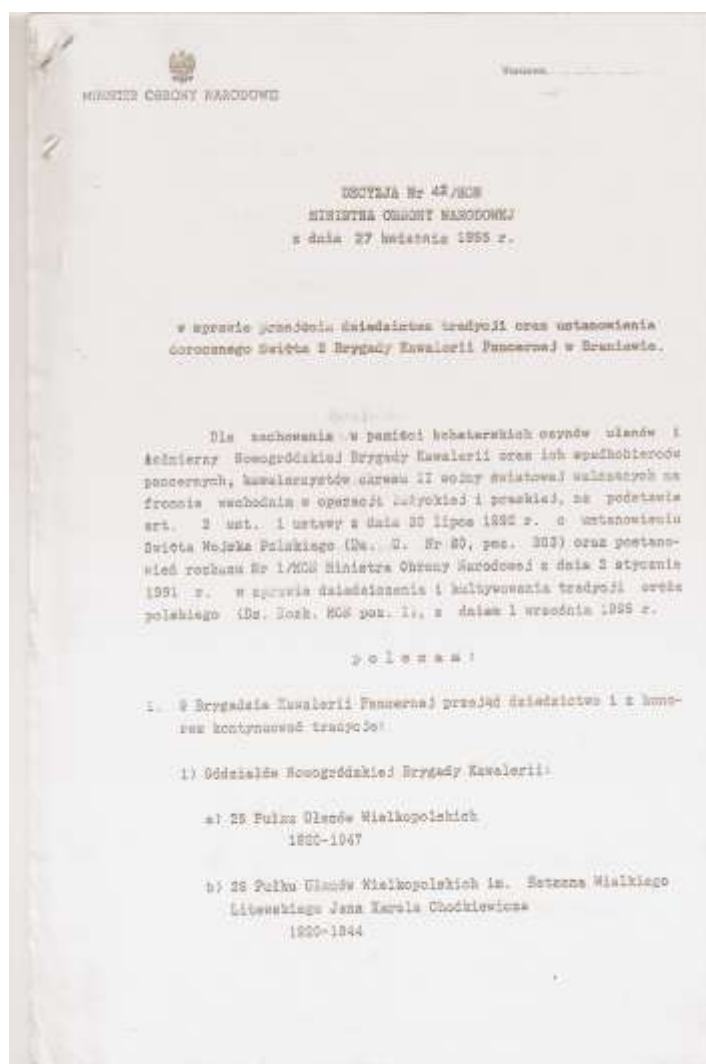 MINISTER OBRONY NARODOWEJ
Warszawa,
DECYZJA Nr 42/MON
MINISTRA OBRONY NARODOWEJ
z dnia 27 kwietnia 1995 r.
w sprawie przejęcia dziedzictwa tradycji oraz ustanowienia
dorocznego Święta 9 Brygady Kawalerii Pancernej w Braniewie.
Dla zachowania w pamięci bohaterskich czynów ułanów i
żołnierzy Nowogródzkiej Brygady Kawalerii oraz ich spadkobierców
pancernych, kawalerzystów okresu II wojny światowej walczących na
froncie wschodnim w operacji łużyckiej i praskiej, na podstawie
art. 2 ust. 1 ustawy z dnia 30 lipca 1992 r. o ustanowieniu
Święta Wojska Polskiego (Dz. U. Nr 60, poz. 303) oraz postano-
wień rozkazu Nr 1/MON Ministra Obrony Narodowej z dnia 2 stycznia
1991 r. w sprawie dziedziczenia i kultywowania tradycji oręża
polskiego (Dz. Rozk. MON poz. 1), z dniem 1 września 1995 r.
p o l e c a m :
1. 9 Brygadzie Kawalerii Pancernej przejąć dziedzictwo i z hono-
rem kontynuować tradycje:
1) Oddziałów Nowogródzkiej Brygady Kawalerii:
a) 25 Pułku Ułanów Wielkopolskich
1920-1947
b) 26 Pułku Ułanów Wielkopolskich im. Hetmana Wielkiego
Litewskiego Jana Karola Chodkiewicza
1920-1944